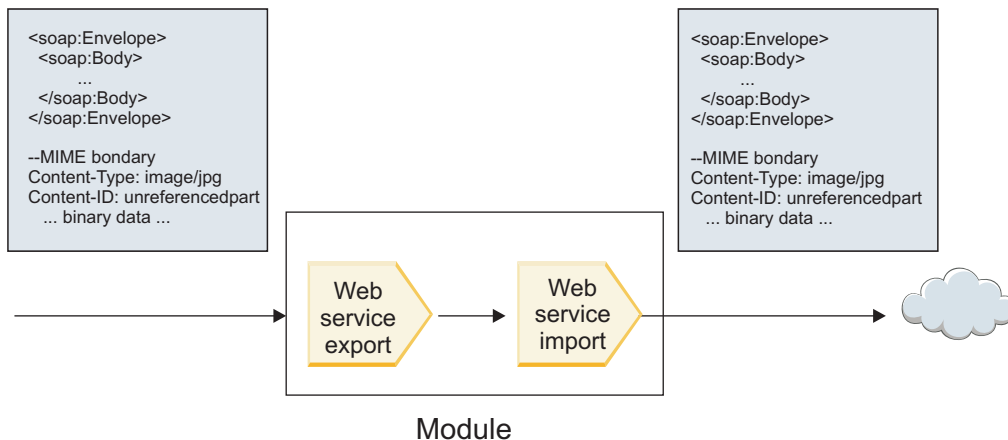 <soap:Envelope>
<soap:Body>
...
</soap:Body>
</soap:Envelope>
--MIME bondary
Content-Type: image/jpg
Content-ID: unreferencedpart
... binary data ...
<soap:Envelope>
<soap:Body>
...
</soap:Body>
</soap:Envelope>
--MIME bondary
Content-Type: image/jpg
Content-ID: unreferencedpart
... binary data ...
Web
service
export
Web
service
import
Module